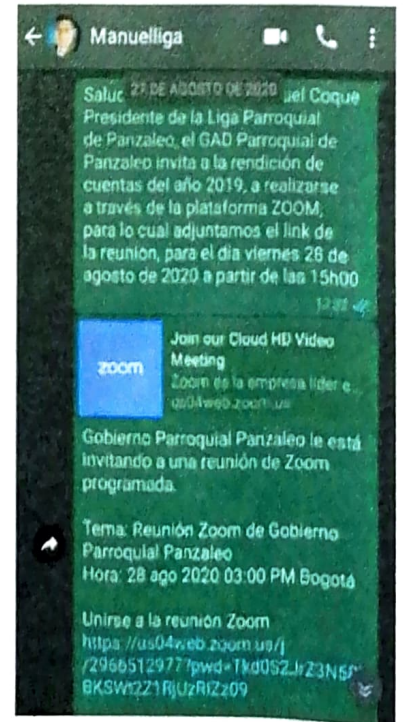 Manuelliga
27 DE AGOSTO DE 2020
Saluc uel Coque
Presidente de la Liga Parroquial
de Panzaleo, el GAD Parroquial de
Panzaleo invita a la rendición de
cuentas del año 2019, a realizarse
a través de la plataforma ZOOM,
para lo cual adjuntamos el link de
la reunión, para el día viernes 28 de
agosto de 2020 a partir de las 15h00
zoom
Join our Cloud HD Video
Meeting
Zoom es la empresa líder e...
us04web.zoom.us
Gobierno Parroquial Panzaleo le está
invitando a una reunión de Zoom
programada.
Tema: Reunión Zoom de Gobierno
Parroquial Panzaleo
Hora: 28 ago 2020 03:00 PM Bogotá
Unirse a la reunión Zoom
https://us04web.zoom.us/j